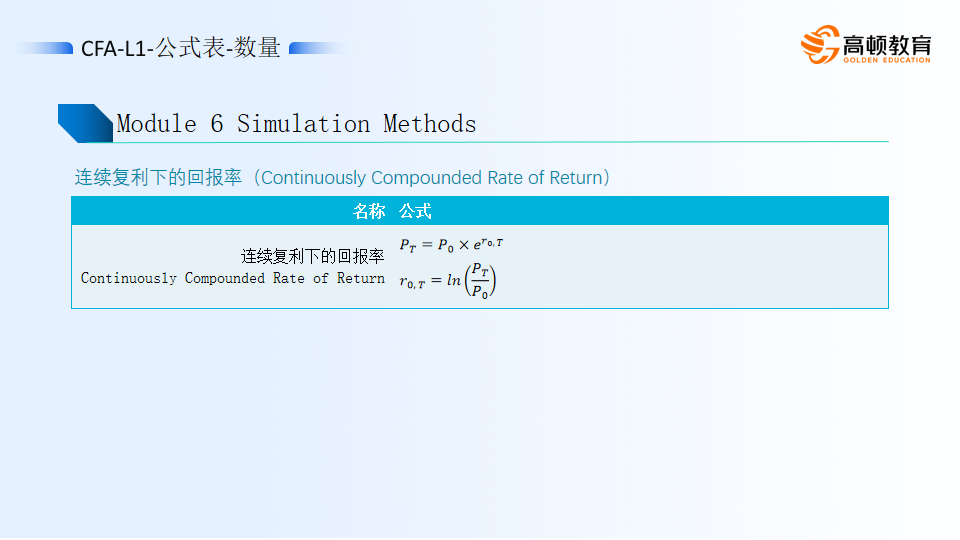 CFA-L1-公式表-数量
高顿教育
GOLDEN EDUCATION
Module 6 Simulation Methods
连续复利下的回报率（Continuously Compounded Rate of Return）
名称 公式
连续复利下的回报率
Continuously Compounded Rate of Return
P_T = P_0 × e^{r_{0,T}}
r_{0,T} = ln(P_T/P_0)